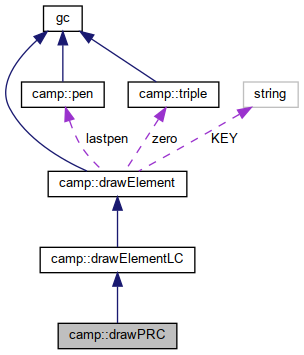 gc
camp::pen
camp::triple
string
lastpen
zero
KEY
camp::drawElement
camp::drawElementLC
camp::drawPRC